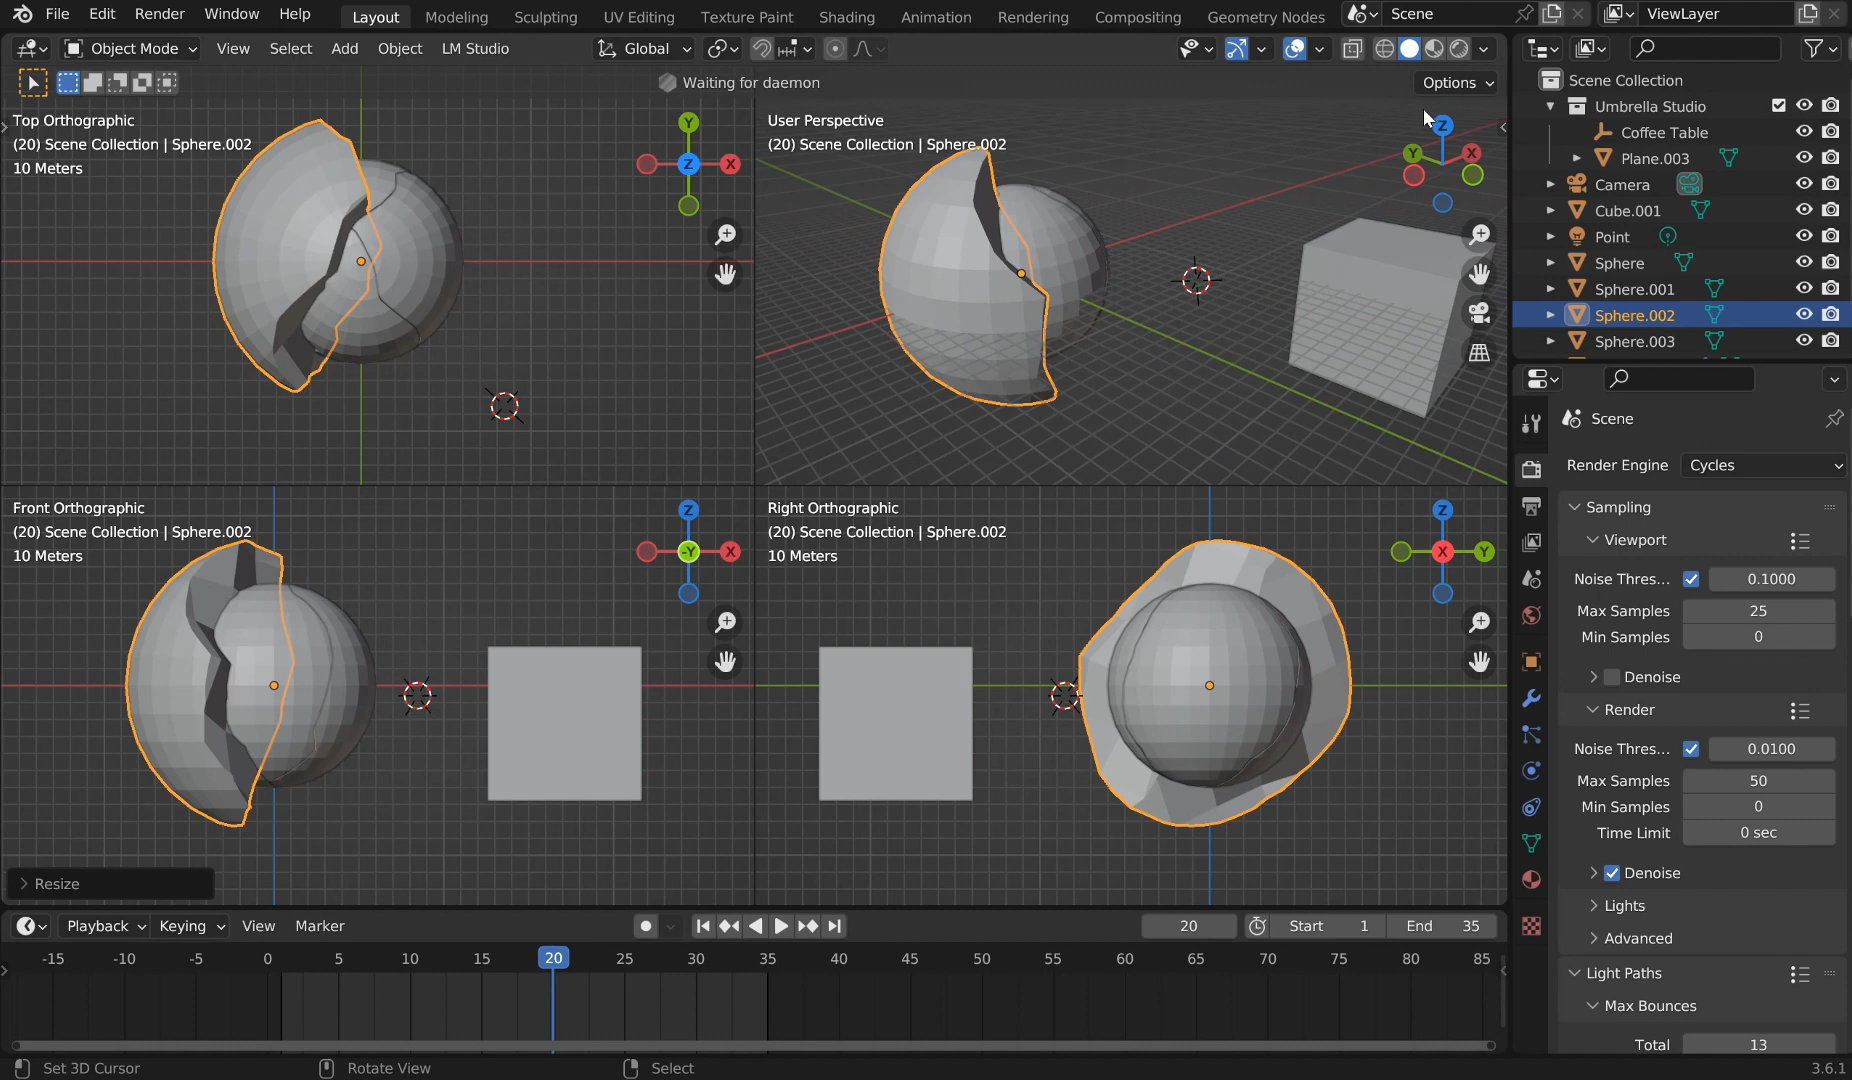 File Edit Render Window Help Layout Modeling Sculpting UV Editing Texture Paint Shading Animation Rendering Compositing Geometry Nodes Scene ViewLayer
Object Mode View Select Add Object LM Studio Global
Waiting for daemon Options
Top Orthographic
(20) Scene Collection | Sphere.002
10 Meters
Y
Z
X
User Perspective
(20) Scene Collection | Sphere.002
Z
Y
X
Front Orthographic
(20) Scene Collection | Sphere.002
10 Meters
Z
-Y
X
Right Orthographic
(20) Scene Collection | Sphere.002
10 Meters
Z
X
Y
Resize
Scene Collection
Umbrella Studio
Coffee Table
Plane.003
Camera
Cube.001
Point
Sphere
Sphere.001
Sphere.002
Sphere.003
Scene
Render Engine Cycles
Sampling
Viewport
Noise Thres... 0.1000
Max Samples 25
Min Samples 0
Denoise
Render
Noise Thres... 0.0100
Max Samples 50
Min Samples 0
Time Limit 0 sec
Denoise
Lights
Advanced
Light Paths
Max Bounces
Total 13
Playback Keying View Marker 20 Start 1 End 35
-15 -10 -5 0 5 10 15 20 25 30 35 40 45 50 55 60 65 70 75 80 85
Set 3D Cursor Rotate View Select 3.6.1